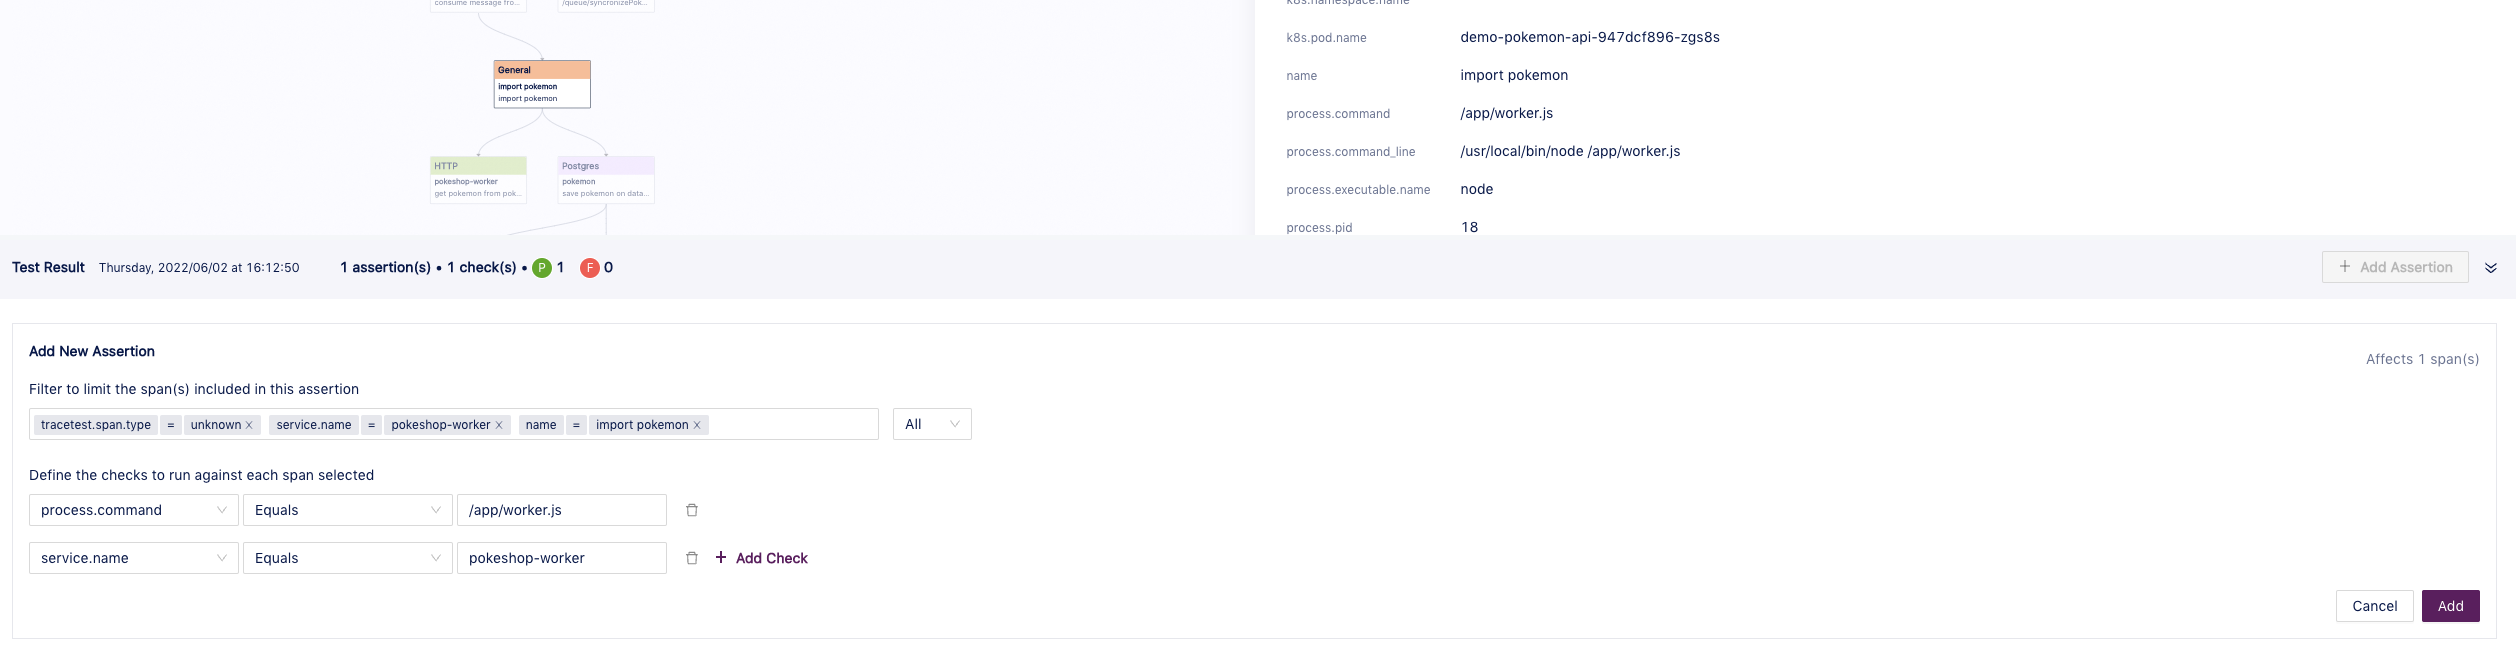 consume message fro...
/queue/syncronizePok...
General
import pokemon
import pokemon
HTTP
pokeshop-worker
get pokemon from pok...
Postgres
pokemon
save pokemon on data...
k8s.namespace.name
k8s.pod.name demo-pokemon-api-947dcf896-zgs8s
name import pokemon
process.command /app/worker.js
process.command_line /usr/local/bin/node /app/worker.js
process.executable.name node
process.pid 18
Test Result Thursday, 2022/06/02 at 16:12:50 1 assertion(s) • 1 check(s) • P 1 F 0 + Add Assertion
Add New Assertion
Affects 1 span(s)
Filter to limit the span(s) included in this assertion
tracetest.span.type = unknown × service.name = pokeshop-worker × name = import pokemon × All
Define the checks to run against each span selected
process.command Equals /app/worker.js
service.name Equals pokeshop-worker + Add Check
Cancel Add